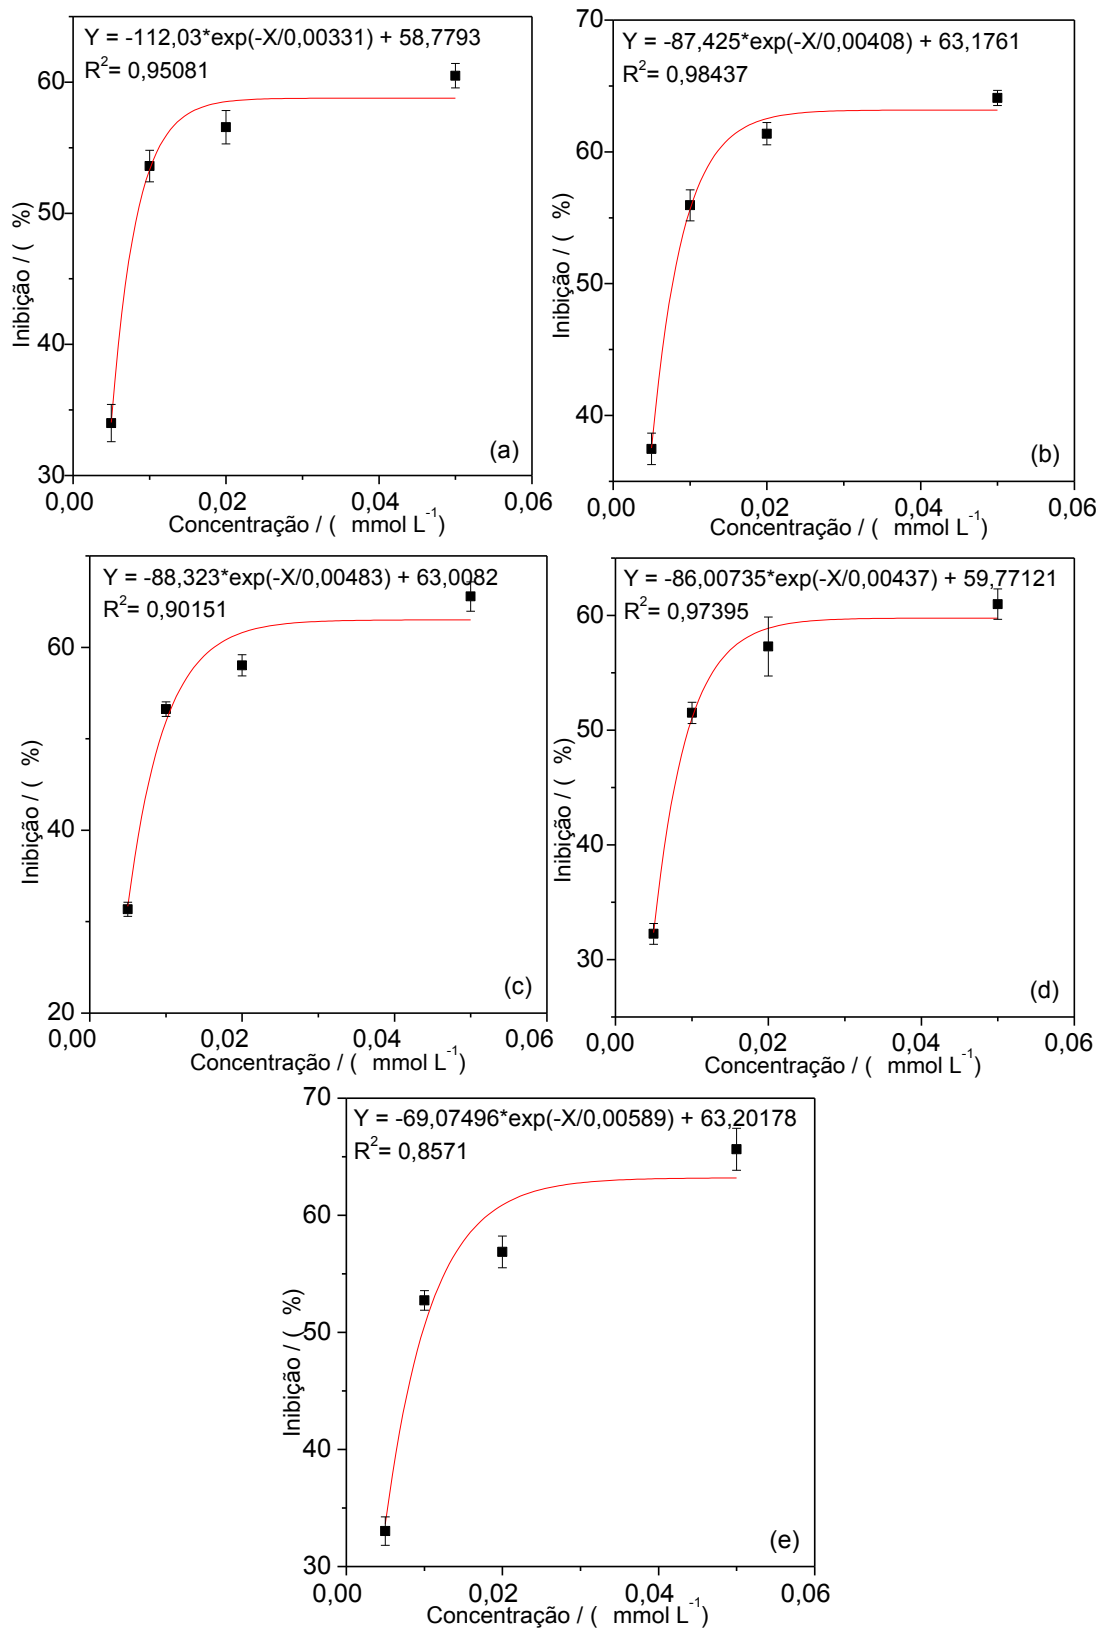 Y = -112,03*exp(-X/0,00331) + 58,7793
R²= 0,95081
60
50
40
30
Inibição / ( %)
(a)
0,00
0,02
0,04
0,06
Concentração / ( mmol L⁻¹)
Y = -87,425*exp(-X/0,00408) + 63,1761
R²= 0,98437
70
60
50
40
Inibição / ( %)
(b)
0,00
0,02
0,04
0,06
Concentração / ( mmol L⁻¹)
Y = -88,323*exp(-X/0,00483) + 63,0082
R²= 0,90151
60
40
20
Inibição / ( %)
(c)
0,00
0,02
0,04
0,06
Concentração / ( mmol L⁻¹)
Y = -86,00735*exp(-X/0,00437) + 59,77121
R²= 0,97395
60
50
40
30
Inibição / ( %)
(d)
0,00
0,02
0,04
0,06
Concentração / ( mmol L⁻¹)
Y = -69,07496*exp(-X/0,00589) + 63,20178
R²= 0,8571
70
60
50
40
30
Inibição / ( %)
(e)
0,00
0,02
0,04
0,06
Concentração / ( mmol L⁻¹)